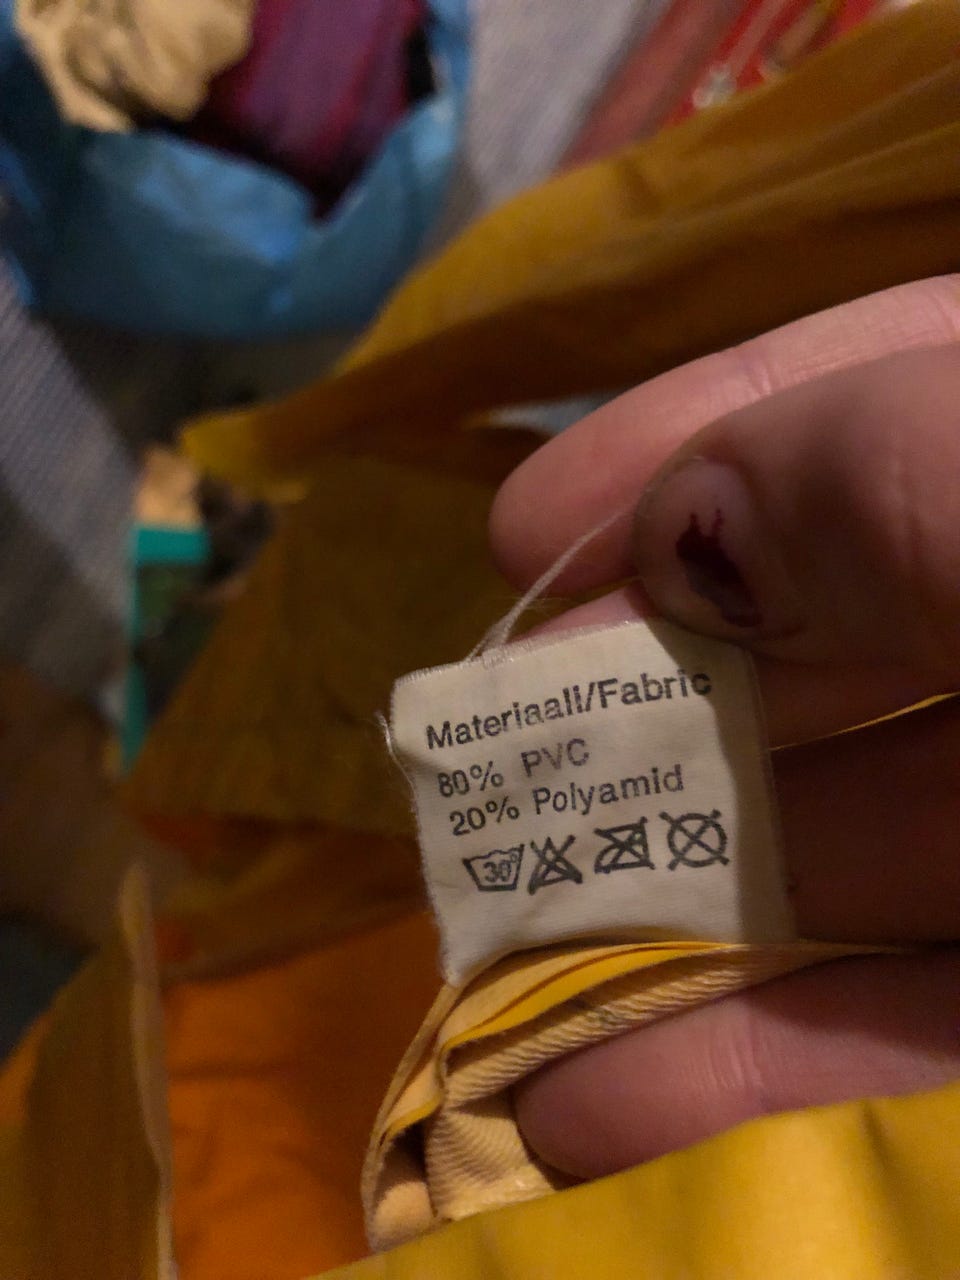 Materiaali/Fabric
80% PVC
20% Polyamid
30°